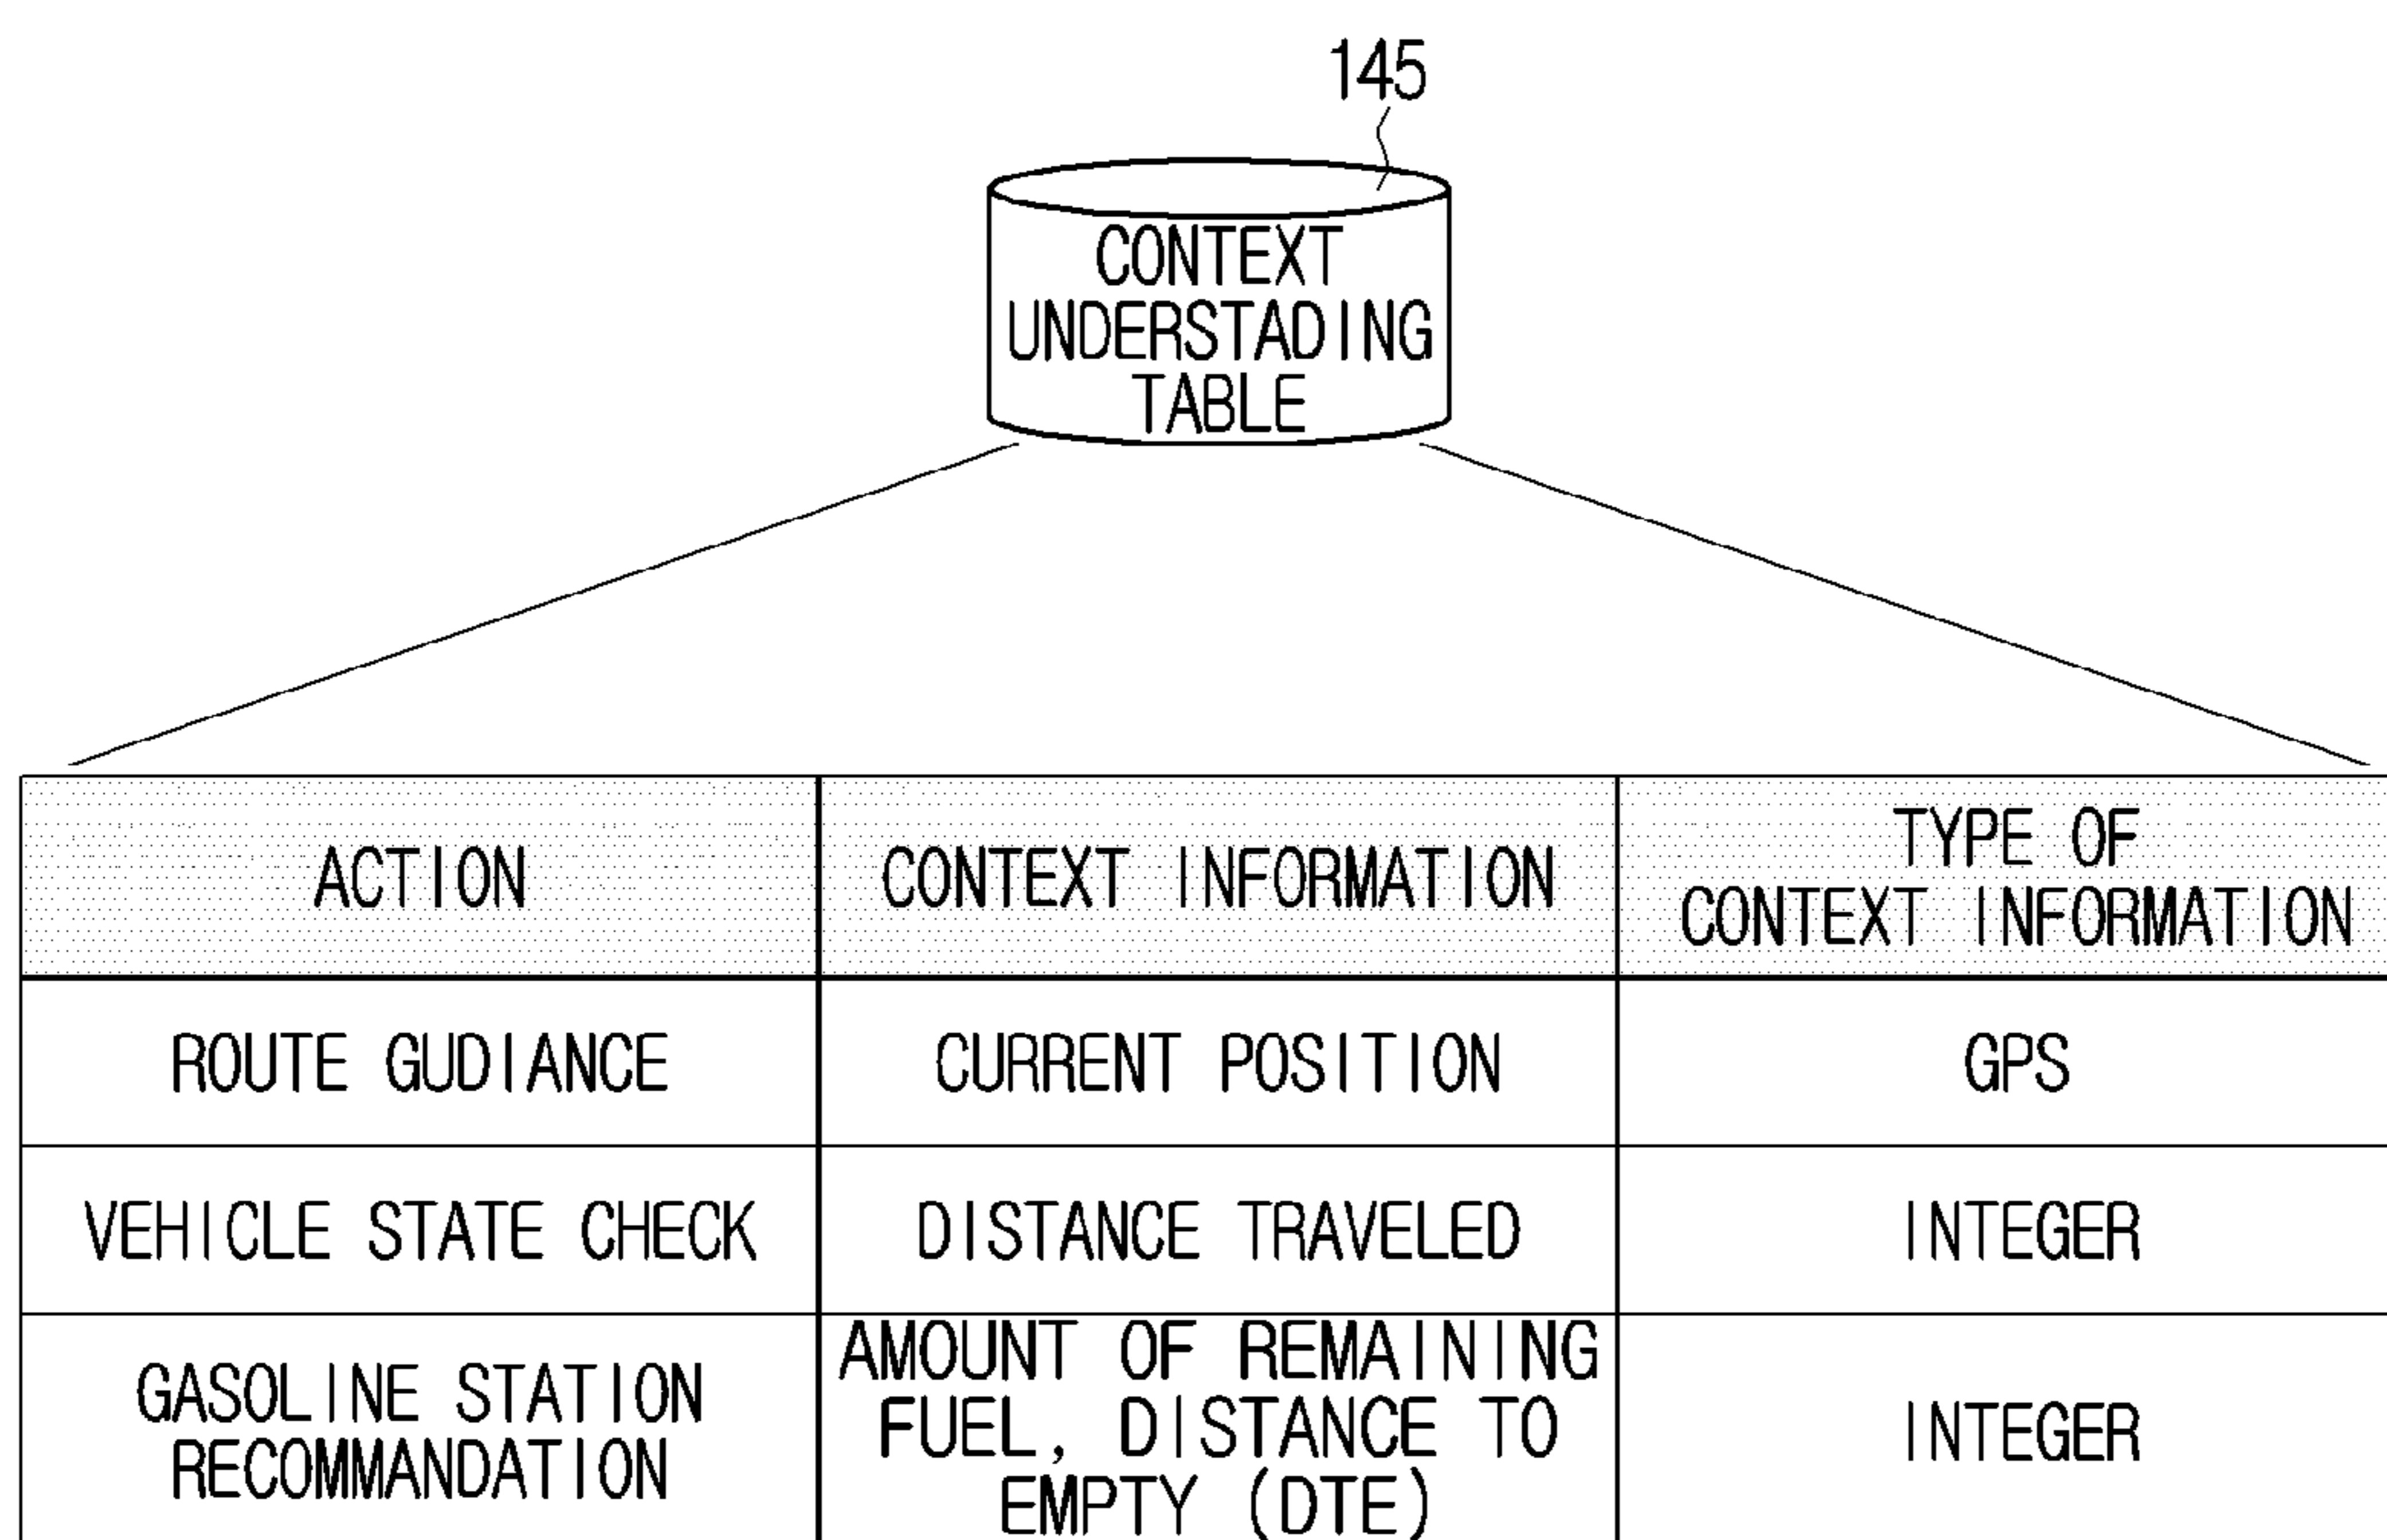 145
CONTEXT
UNDERSTADING
TABLE
ACTION
CONTEXT INFORMATION
TYPE OF
CONTEXT INFORMATION
ROUTE GUDIANCE
CURRENT POSITION
GPS
VEHICLE STATE CHECK
DISTANCE TRAVELED
INTEGER
GASOLINE STATION
RECOMMANDATION
AMOUNT OF REMAINING
FUEL, DISTANCE TO
EMPTY (DTE)
INTEGER